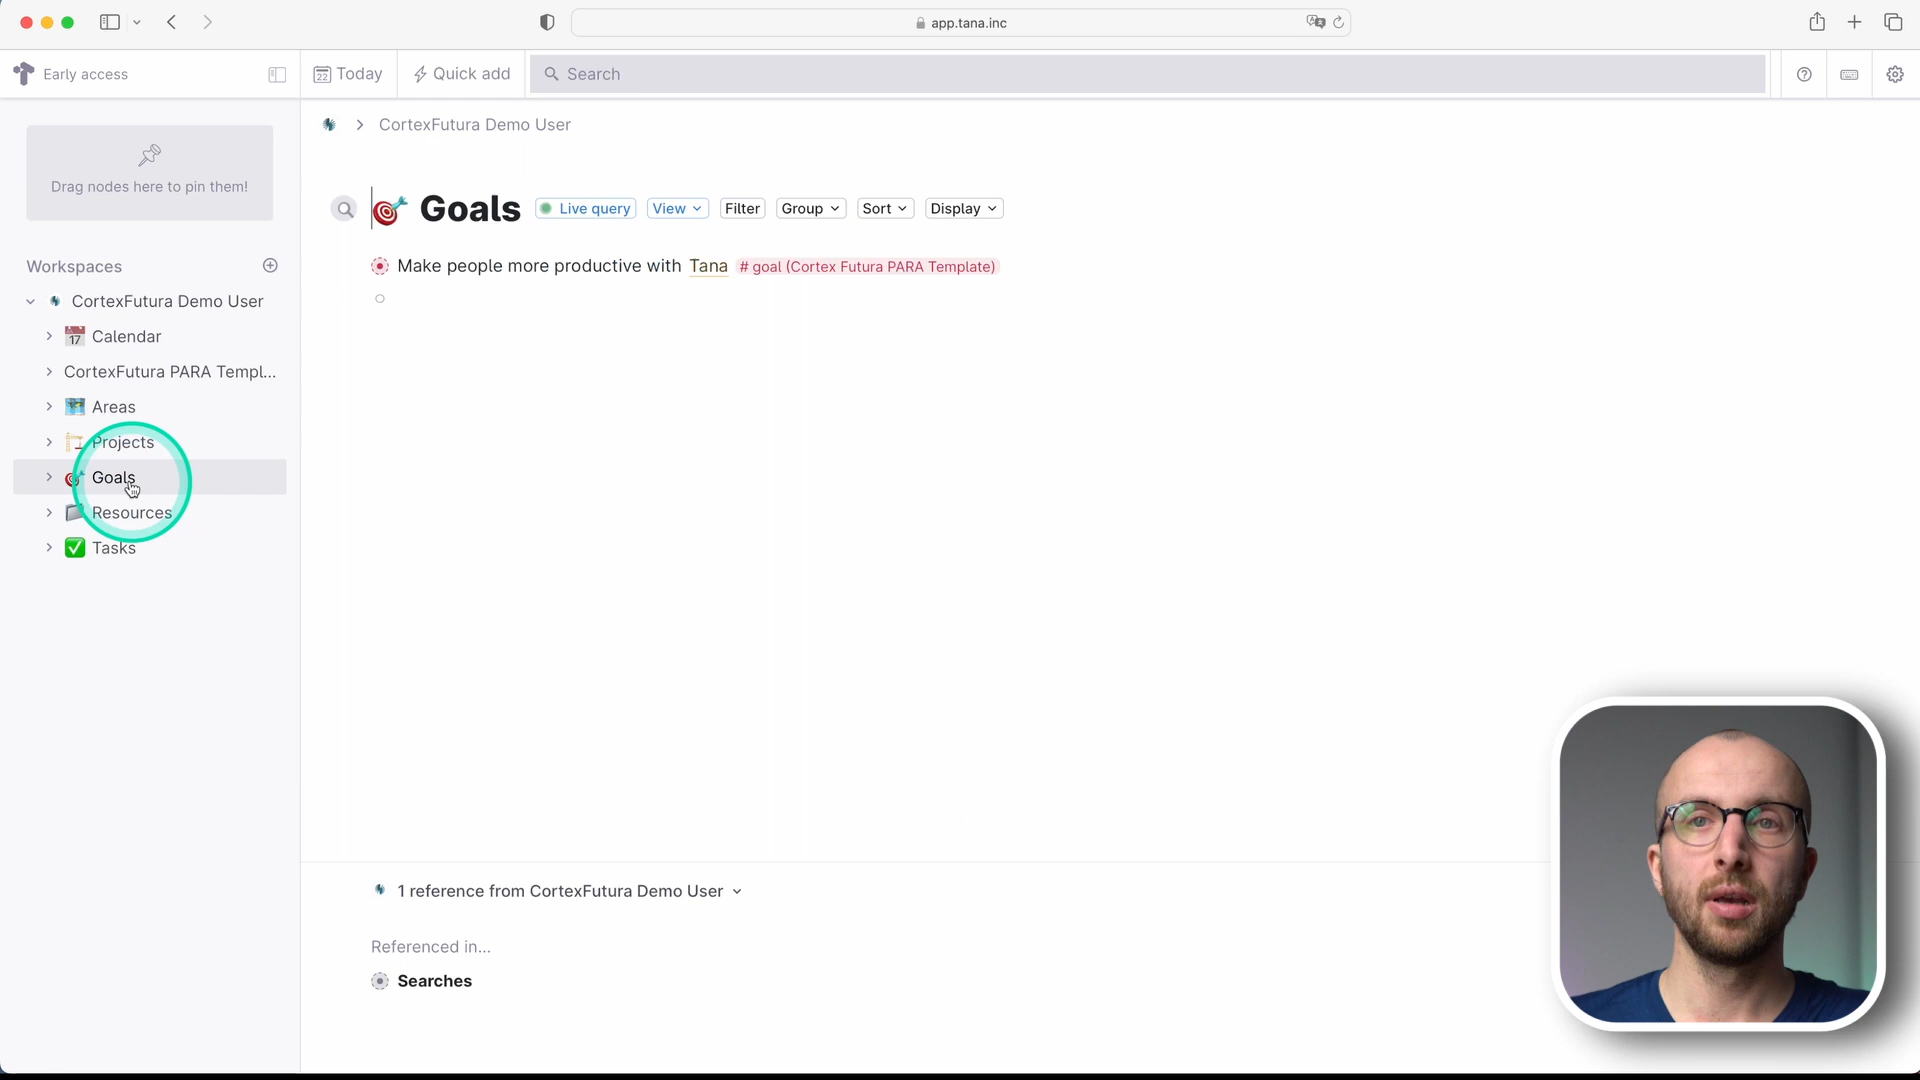 app.tana.inc
Early access
22 Today
Quick add
Search
CortexFutura Demo User
Drag nodes here to pin them!
Goals
Live query
View
Filter
Group
Sort
Display
Make people more productive with Tana # goal (Cortex Futura PARA Template)
Workspaces
CortexFutura Demo User
17 Calendar
CortexFutura PARA Templ...
Areas
Projects
Goals
Resources
Tasks
1 reference from CortexFutura Demo User
Referenced in...
Searches